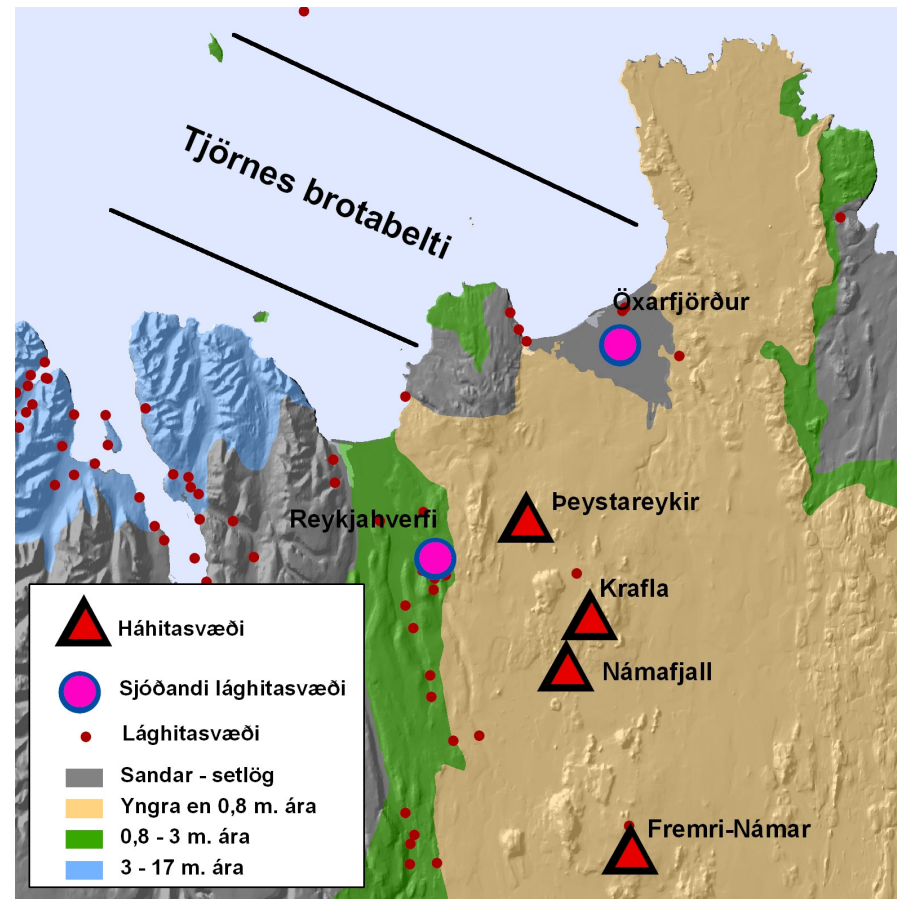 Tjörnes brotabelti
Öxarfjörður
Þeystareykir
Reykjahverfi
Krafla
Námafjall
Fremri-Námar
Háhitasvæði
Sjóðandi lághitasvæði
Lághitasvæði
Sandar - setlög
Yngra en 0,8 m. ára
0,8 - 3 m. ára
3 - 17 m. ára